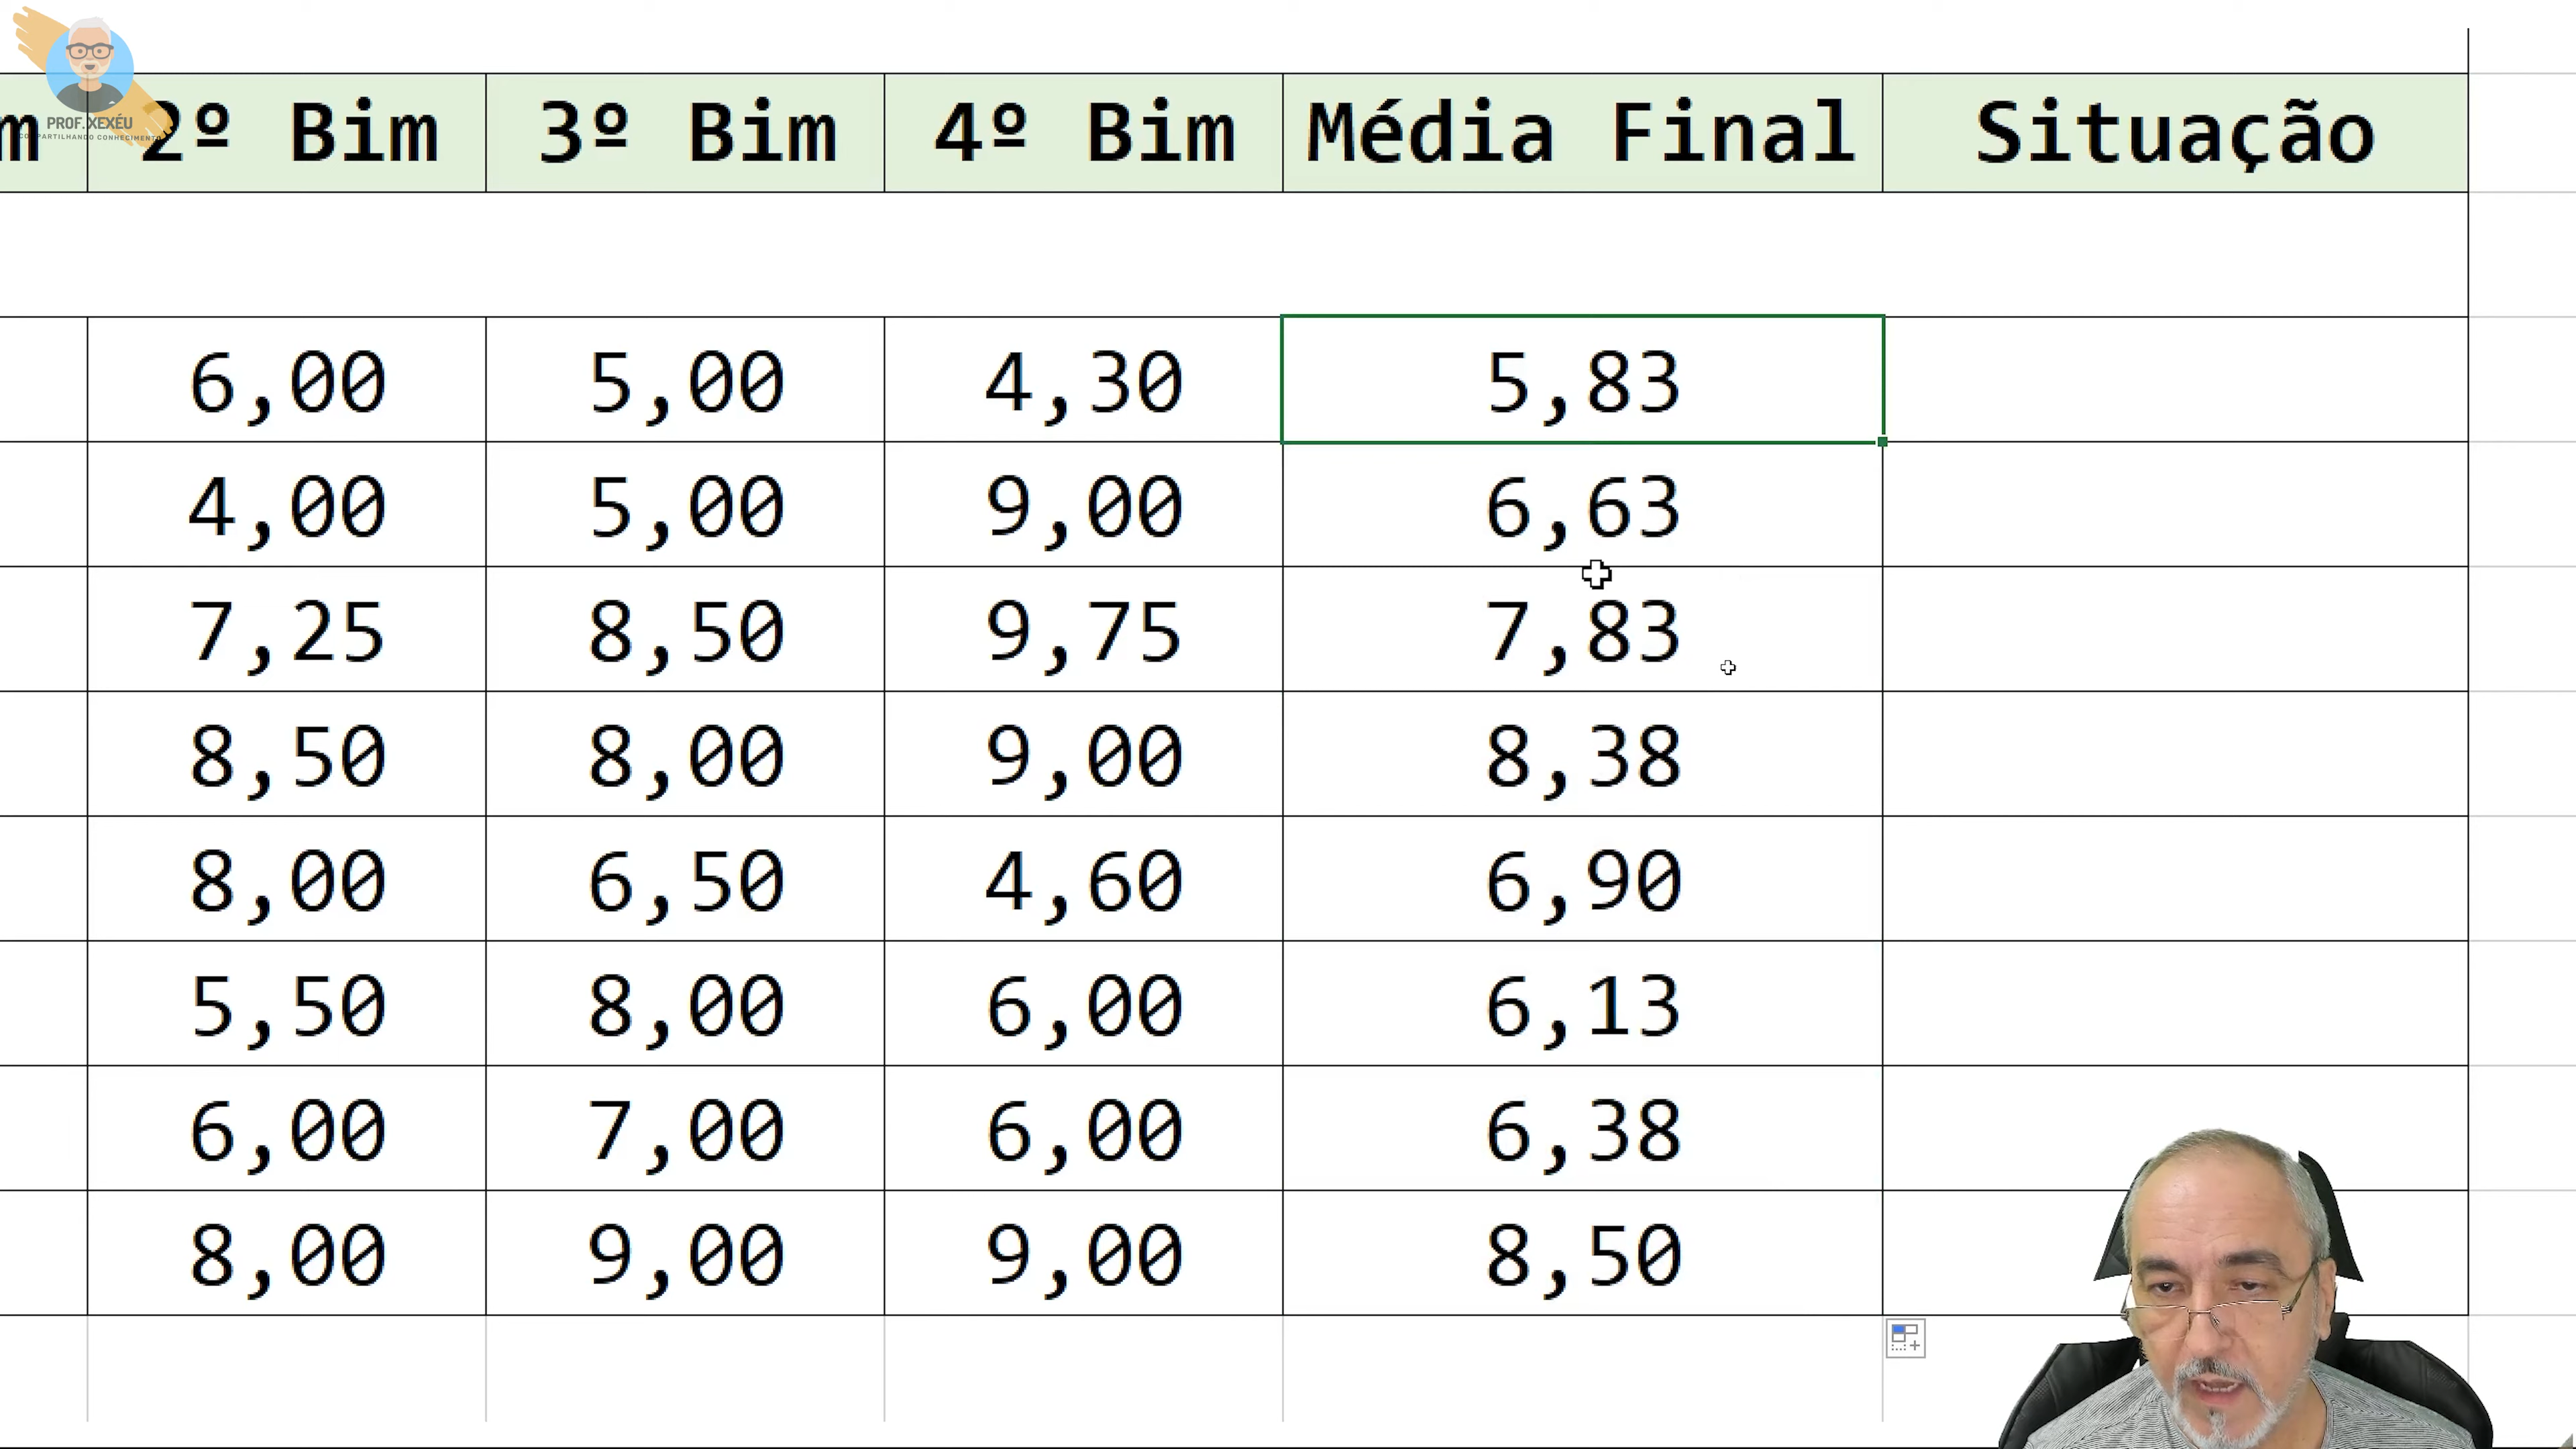 PROF.XEXÉU
COMPARTILHANDO CONHECIMENTO
m 2º Bim 3º Bim 4º Bim Média Final Situação
6,00 5,00 4,30 5,83
4,00 5,00 9,00 6,63
7,25 8,50 9,75 7,83
8,50 8,00 9,00 8,38
8,00 6,50 4,60 6,90
5,50 8,00 6,00 6,13
6,00 7,00 6,00 6,38
8,00 9,00 9,00 8,50